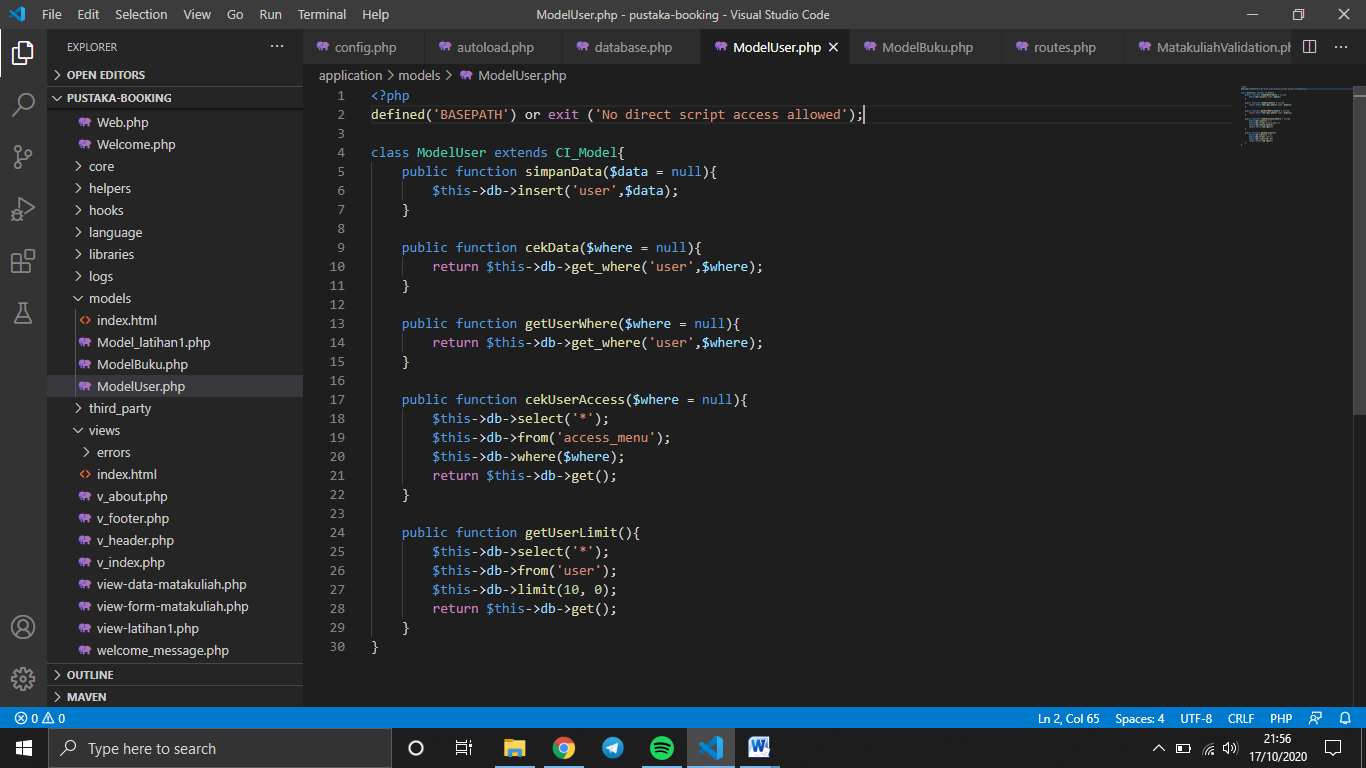 File Edit Selection View Go Run Terminal Help ModelUser.php - pustaka-booking - Visual Studio Code
EXPLORER
config.php autoload.php database.php ModelUser.php ModelBuku.php routes.php MatakuliahValidation.ph
OPEN EDITORS
PUSTAKA-BOOKING
Web.php
Welcome.php
core
helpers
hooks
language
libraries
logs
models
index.html
Model_latihan1.php
ModelBuku.php
ModelUser.php
third_party
views
errors
index.html
v_about.php
v_footer.php
v_header.php
v_index.php
view-data-matakuliah.php
view-form-matakuliah.php
view-latihan1.php
welcome_message.php
OUTLINE
MAVEN
application > models > ModelUser.php
1 <?php
2 defined('BASEPATH') or exit ('No direct script access allowed');
3
4 class ModelUser extends CI_Model{
5 public function simpanData($data = null){
6 $this->db->insert('user',$data);
7 }
8
9 public function cekData($where = null){
10 return $this->db->get_where('user',$where);
11 }
12
13 public function getUserWhere($where = null){
14 return $this->db->get_where('user',$where);
15 }
16
17 public function cekUserAccess($where = null){
18 $this->db->select('*');
19 $this->db->from('access_menu');
20 $this->db->where($where);
21 return $this->db->get();
22 }
23
24 public function getUserLimit(){
25 $this->db->select('*');
26 $this->db->from('user');
27 $this->db->limit(10, 0);
28 return $this->db->get();
29 }
30 }
0 0 Ln 2, Col 65 Spaces: 4 UTF-8 CRLF PHP
Type here to search
21:56
17/10/2020